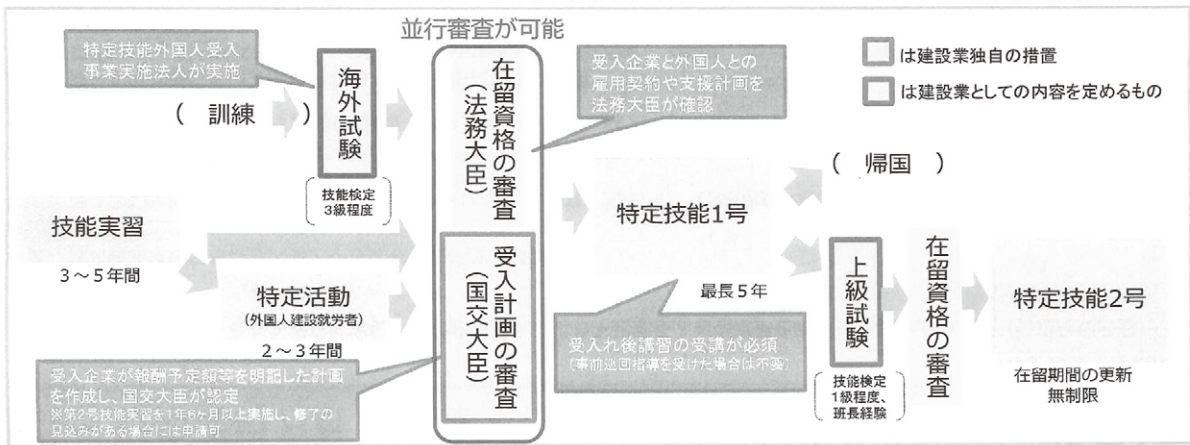 並行審査が可能
特定技能外国人受入
事業実施法人が実施
(　訓練　)
海外試験
技能検定
3級程度
在留資格の審査
(法務大臣)
受入企業と外国人との
雇用契約や支援計画を
法務大臣が確認
は建設業独自の措置
は建設業としての内容を定めるもの
技能実習
3～5年間
特定活動
(外国人建設就労者)
2～3年間
受入計画の審査
(国交大臣)
受入企業が報酬予定額等を明記した計画
を作成し、国交大臣が認定
※第2号技能実習を1年6ヶ月以上実施し、修了の
見込みがある場合には申請可
特定技能1号
最長5年
受入れ後講習の受講が必須
(事前巡回指導を受けた場合は不要)
(　帰国　)
上級試験
技能検定
1級程度、
班長経験
在留資格の審査
特定技能2号
在留期間の更新
無制限